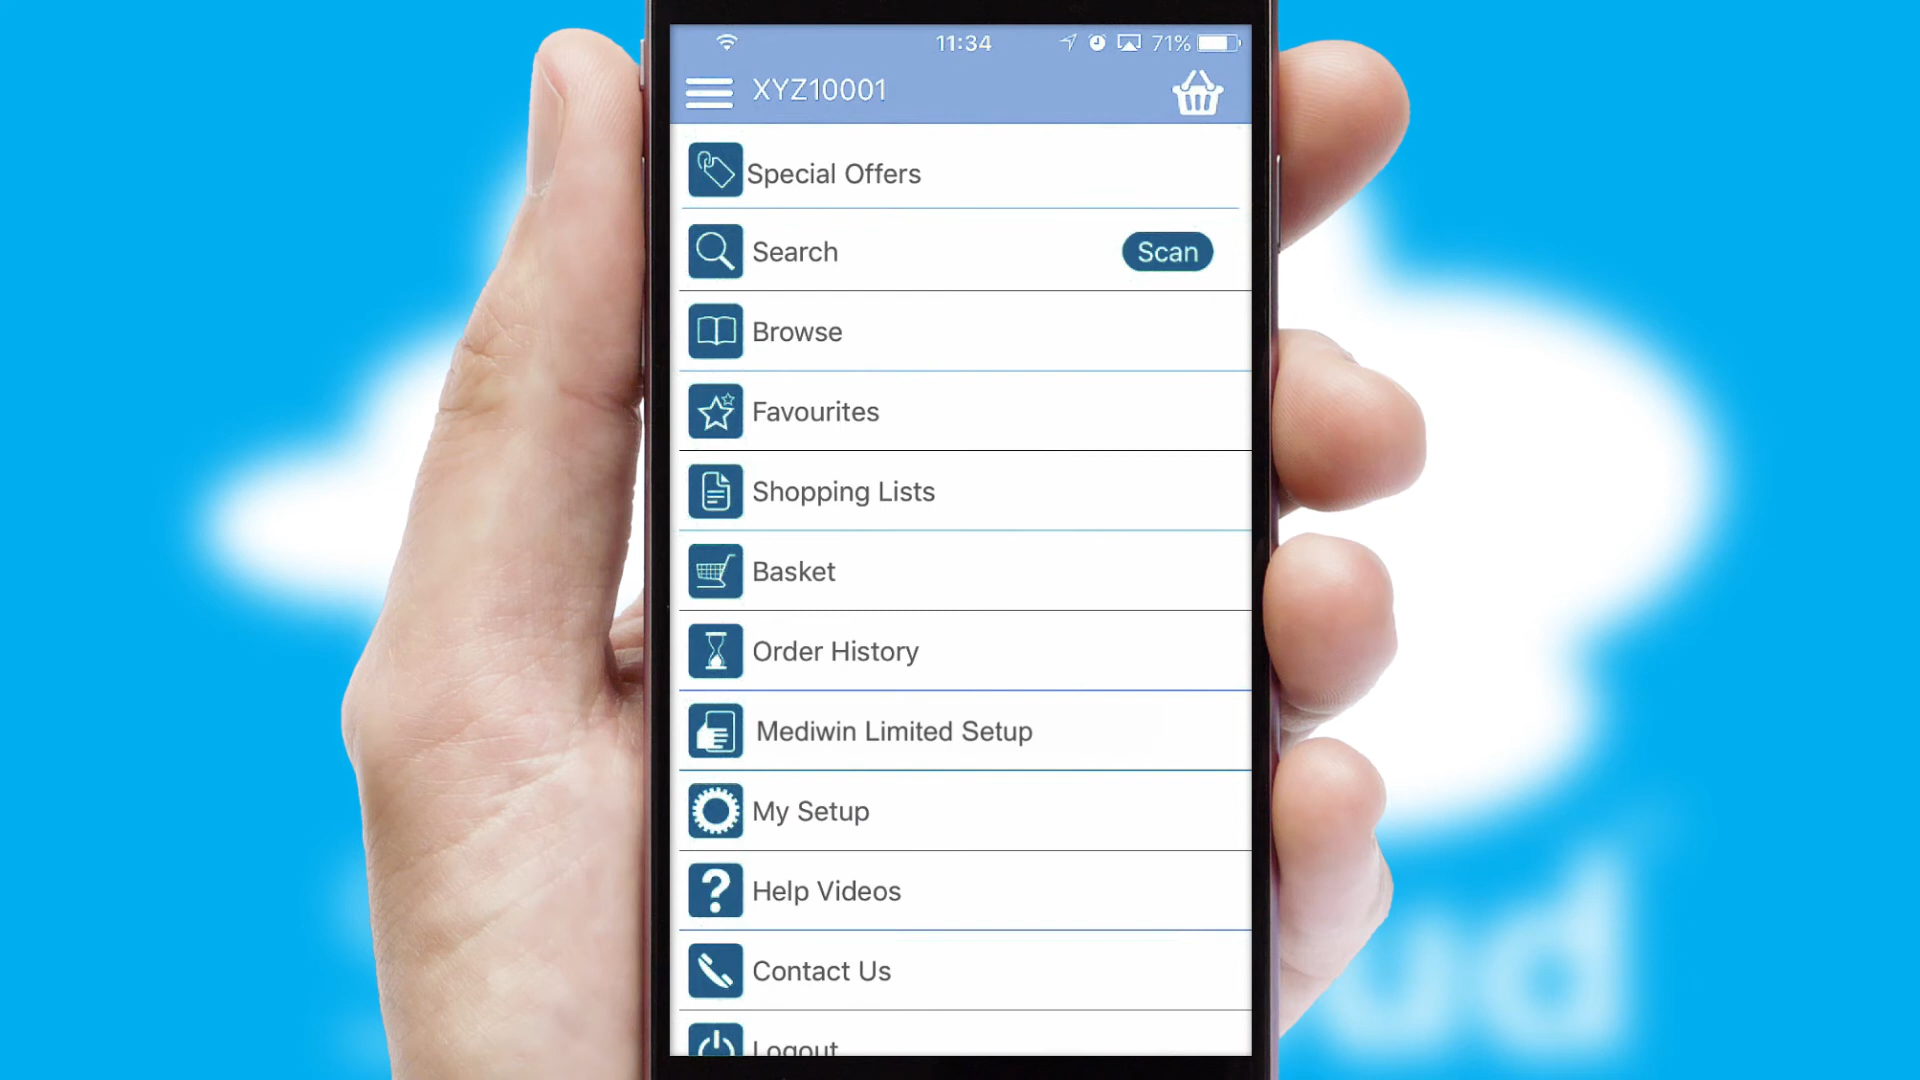 11:34 71%
XYZ10001
Special Offers
Search Scan
Browse
Favourites
Shopping Lists
Basket
Order History
Mediwin Limited Setup
My Setup
Help Videos
Contact Us
Logout